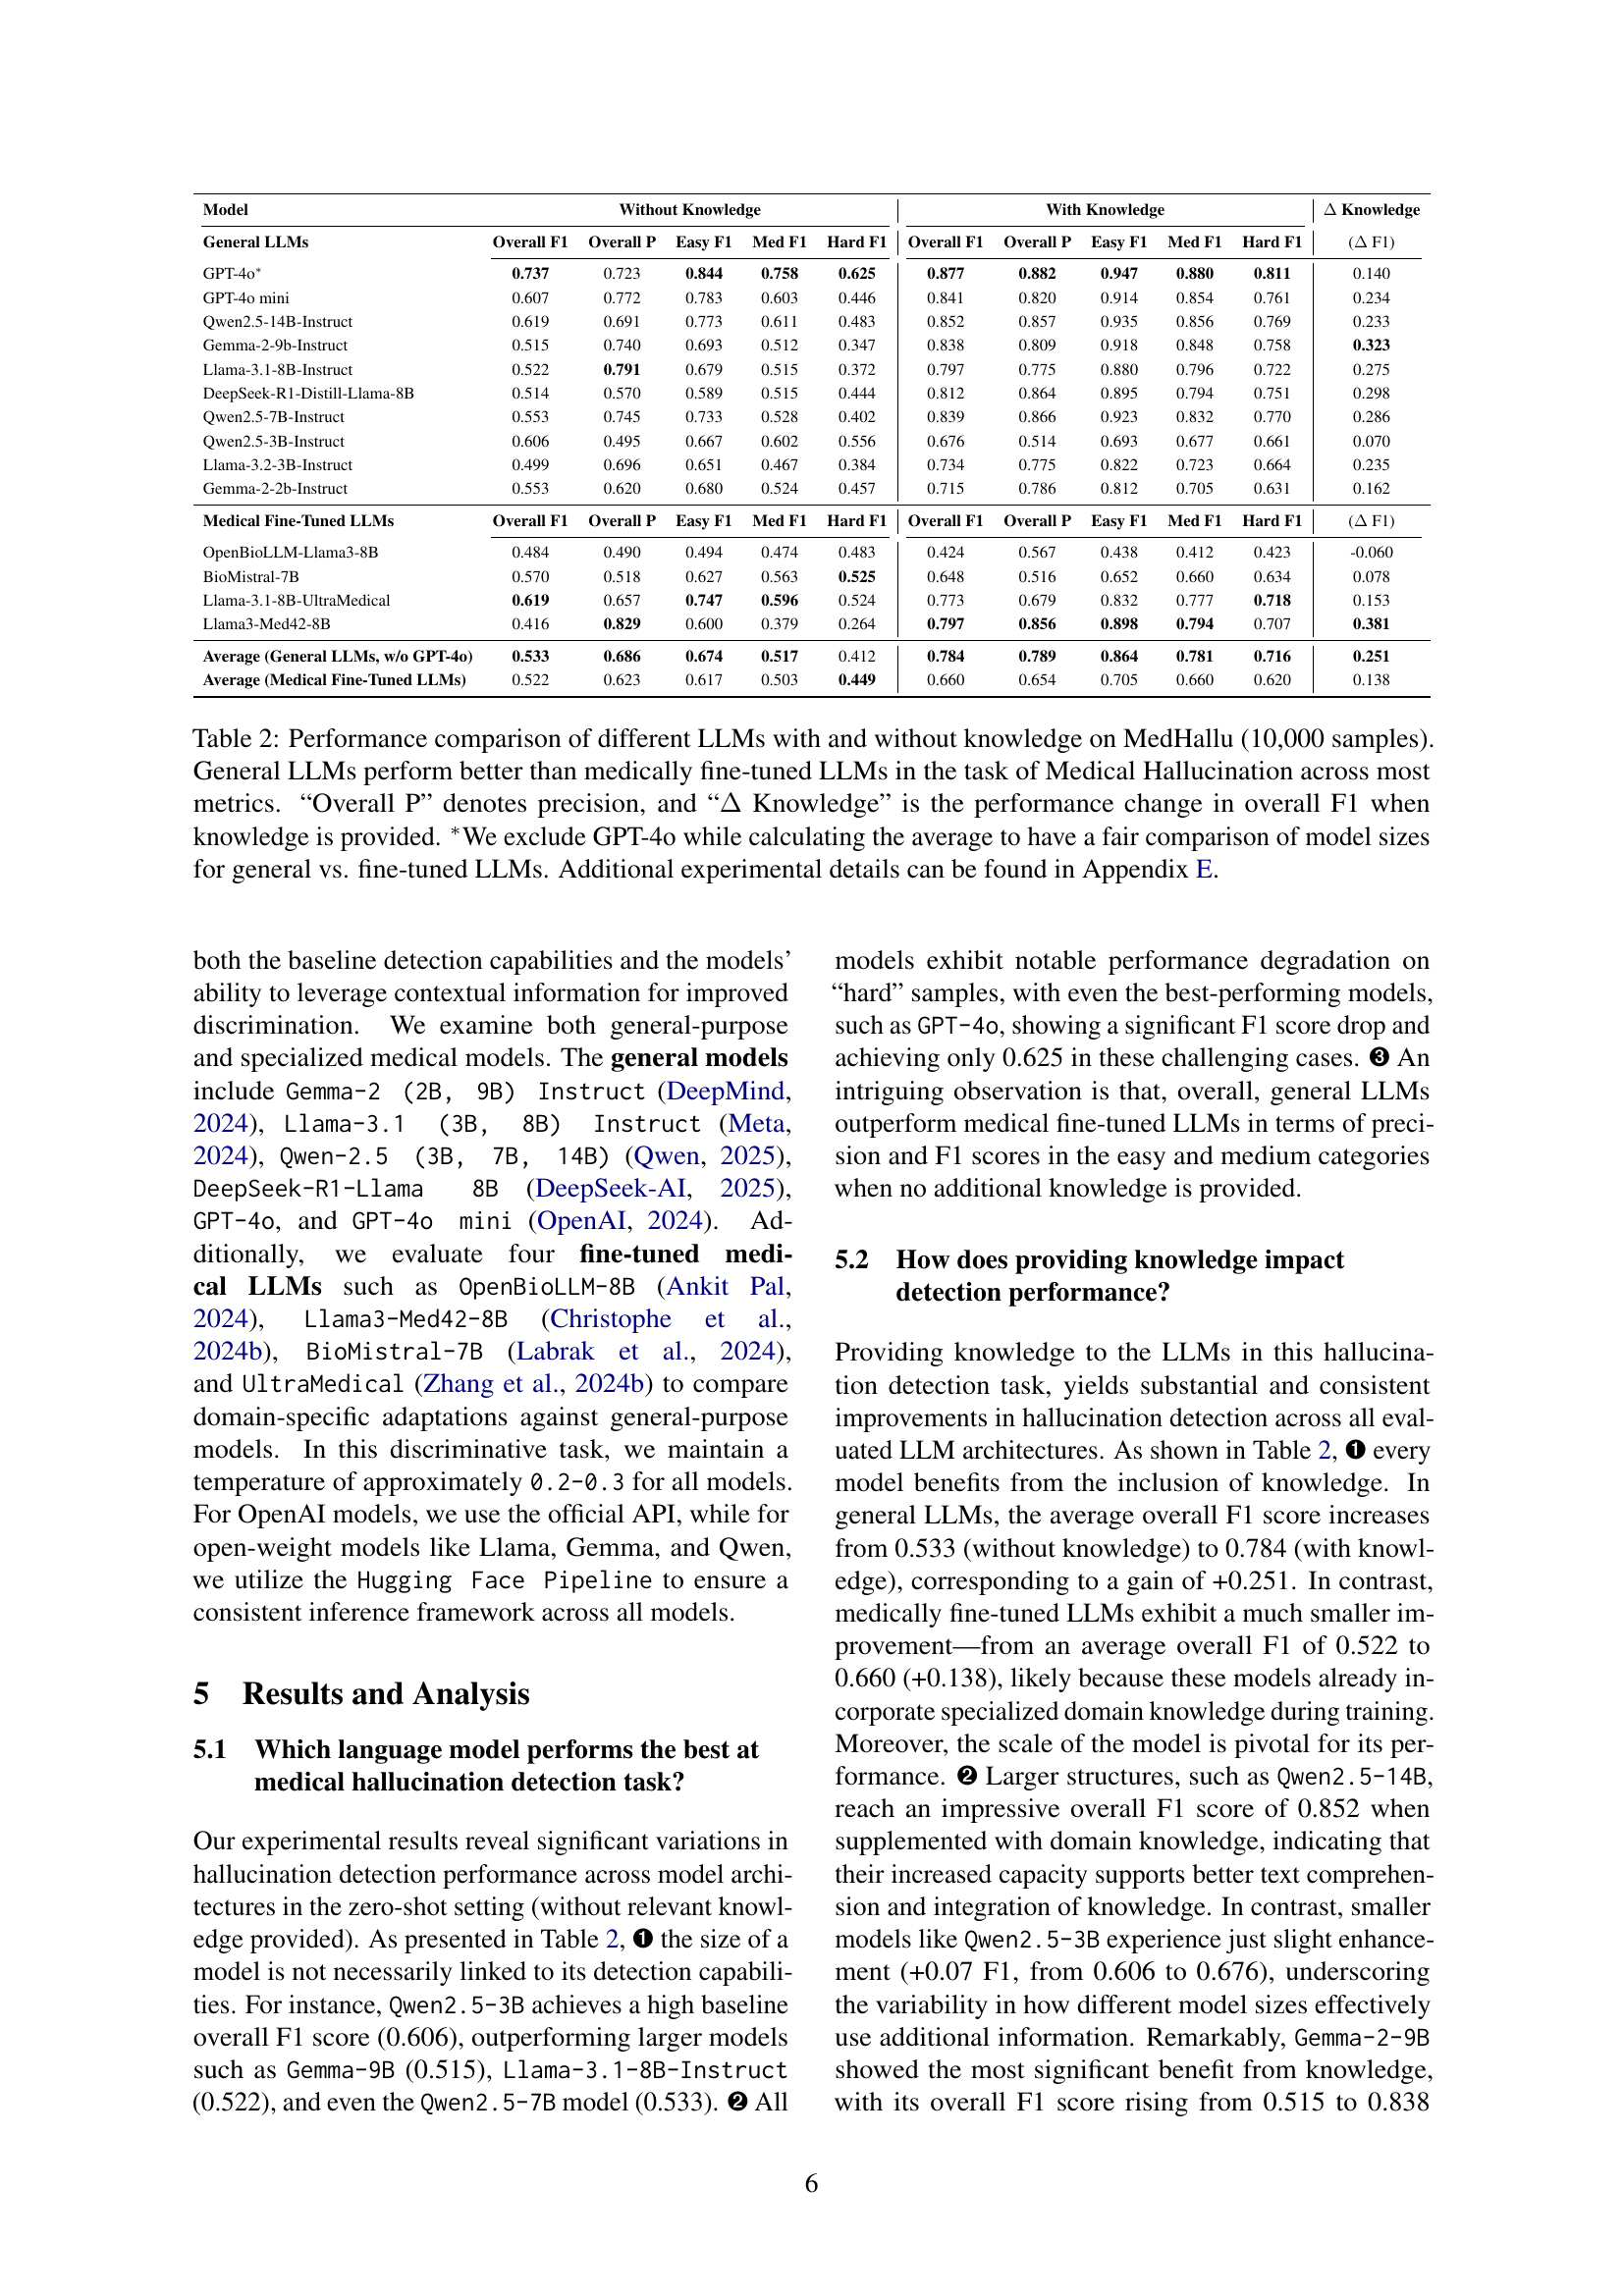 Model Without Knowledge With Knowledge Δ Knowledge
General LLMs Overall F1 Overall P Easy F1 Med F1 Hard F1 Overall F1 Overall P Easy F1 Med F1 Hard F1 (Δ F1)
GPT-4o* 0.737 0.723 0.844 0.758 0.625 0.877 0.882 0.947 0.880 0.811 0.140
GPT-4o mini 0.607 0.772 0.783 0.603 0.446 0.841 0.820 0.914 0.854 0.761 0.234
Qwen2.5-14B-Instruct 0.619 0.691 0.773 0.611 0.483 0.852 0.857 0.935 0.856 0.769 0.233
Gemma-2-9b-Instruct 0.515 0.740 0.693 0.512 0.347 0.838 0.809 0.918 0.848 0.758 0.323
Llama-3.1-8B-Instruct 0.522 0.791 0.679 0.515 0.372 0.797 0.775 0.880 0.796 0.722 0.275
DeepSeek-R1-Distill-Llama-8B 0.514 0.570 0.589 0.515 0.444 0.812 0.864 0.895 0.794 0.751 0.298
Qwen2.5-7B-Instruct 0.553 0.745 0.733 0.528 0.402 0.839 0.866 0.923 0.832 0.770 0.286
Qwen2.5-3B-Instruct 0.606 0.495 0.667 0.602 0.556 0.676 0.514 0.693 0.677 0.661 0.070
Llama-3.2-3B-Instruct 0.499 0.696 0.651 0.467 0.384 0.734 0.775 0.822 0.723 0.664 0.235
Gemma-2-2b-Instruct 0.553 0.620 0.680 0.524 0.457 0.715 0.786 0.812 0.705 0.631 0.162
Medical Fine-Tuned LLMs Overall F1 Overall P Easy F1 Med F1 Hard F1 Overall F1 Overall P Easy F1 Med F1 Hard F1 (Δ F1)
OpenBioLLM-Llama3-8B 0.484 0.490 0.494 0.474 0.483 0.424 0.567 0.438 0.412 0.423 -0.060
BioMistral-7B 0.570 0.518 0.627 0.563 0.525 0.648 0.516 0.652 0.660 0.634 0.078
Llama-3.1-8B-UltraMedical 0.619 0.657 0.747 0.596 0.524 0.773 0.679 0.832 0.777 0.718 0.153
Llama3-Med42-8B 0.416 0.829 0.600 0.379 0.264 0.797 0.856 0.898 0.794 0.707 0.381
Average (General LLMs, w/o GPT-4o) 0.533 0.686 0.674 0.517 0.412 0.784 0.789 0.864 0.781 0.716 0.251
Average (Medical Fine-Tuned LLMs) 0.522 0.623 0.617 0.503 0.449 0.660 0.654 0.705 0.660 0.620 0.138
Table 2: Performance comparison of different LLMs with and without knowledge on MedHallu (10,000 samples).
General LLMs perform better than medically fine-tuned LLMs in the task of Medical Hallucination across most
metrics. “Overall P” denotes precision, and “Δ Knowledge” is the performance change in overall F1 when
knowledge is provided. *We exclude GPT-4o while calculating the average to have a fair comparison of model sizes
for general vs. fine-tuned LLMs. Additional experimental details can be found in Appendix E.
both the baseline detection capabilities and the models’
ability to leverage contextual information for improved
discrimination. We examine both general-purpose
and specialized medical models. The general models
include Gemma-2 (2B, 9B) Instruct (DeepMind,
2024), Llama-3.1 (3B, 8B) Instruct (Meta,
2024), Qwen-2.5 (3B, 7B, 14B) (Qwen, 2025),
DeepSeek-R1-Llama 8B (DeepSeek-AI, 2025),
GPT-4o, and GPT-4o mini (OpenAI, 2024). Ad-
ditionally, we evaluate four fine-tuned medi-
cal LLMs such as OpenBioLLM-8B (Ankit Pal,
2024), Llama3-Med42-8B (Christophe et al.,
2024b), BioMistral-7B (Labrak et al., 2024),
and UltraMedical (Zhang et al., 2024b) to compare
domain-specific adaptations against general-purpose
models. In this discriminative task, we maintain a
temperature of approximately 0.2-0.3 for all models.
For OpenAI models, we use the official API, while for
open-weight models like Llama, Gemma, and Qwen,
we utilize the Hugging Face Pipeline to ensure a
consistent inference framework across all models.
5 Results and Analysis
5.1 Which language model performs the best at
medical hallucination detection task?
Our experimental results reveal significant variations in
hallucination detection performance across model archi-
tectures in the zero-shot setting (without relevant knowl-
edge provided). As presented in Table 2, ❶ the size of a
model is not necessarily linked to its detection capabili-
ties. For instance, Qwen2.5-3B achieves a high baseline
overall F1 score (0.606), outperforming larger models
such as Gemma-9B (0.515), Llama-3.1-8B-Instruct
(0.522), and even the Qwen2.5-7B model (0.533). ❷ All
models exhibit notable performance degradation on
“hard” samples, with even the best-performing models,
such as GPT-4o, showing a significant F1 score drop and
achieving only 0.625 in these challenging cases. ❸ An
intriguing observation is that, overall, general LLMs
outperform medical fine-tuned LLMs in terms of preci-
sion and F1 scores in the easy and medium categories
when no additional knowledge is provided.
5.2 How does providing knowledge impact
detection performance?
Providing knowledge to the LLMs in this hallucina-
tion detection task, yields substantial and consistent
improvements in hallucination detection across all eval-
uated LLM architectures. As shown in Table 2, ❶ every
model benefits from the inclusion of knowledge. In
general LLMs, the average overall F1 score increases
from 0.533 (without knowledge) to 0.784 (with knowl-
edge), corresponding to a gain of +0.251. In contrast,
medically fine-tuned LLMs exhibit a much smaller im-
provement—from an average overall F1 of 0.522 to
0.660 (+0.138), likely because these models already in-
corporate specialized domain knowledge during training.
Moreover, the scale of the model is pivotal for its per-
formance. ❷ Larger structures, such as Qwen2.5-14B,
reach an impressive overall F1 score of 0.852 when
supplemented with domain knowledge, indicating that
their increased capacity supports better text comprehen-
sion and integration of knowledge. In contrast, smaller
models like Qwen2.5-3B experience just slight enhance-
ment (+0.07 F1, from 0.606 to 0.676), underscoring
the variability in how different model sizes effectively
use additional information. Remarkably, Gemma-2-9B
showed the most significant benefit from knowledge,
with its overall F1 score rising from 0.515 to 0.838
6